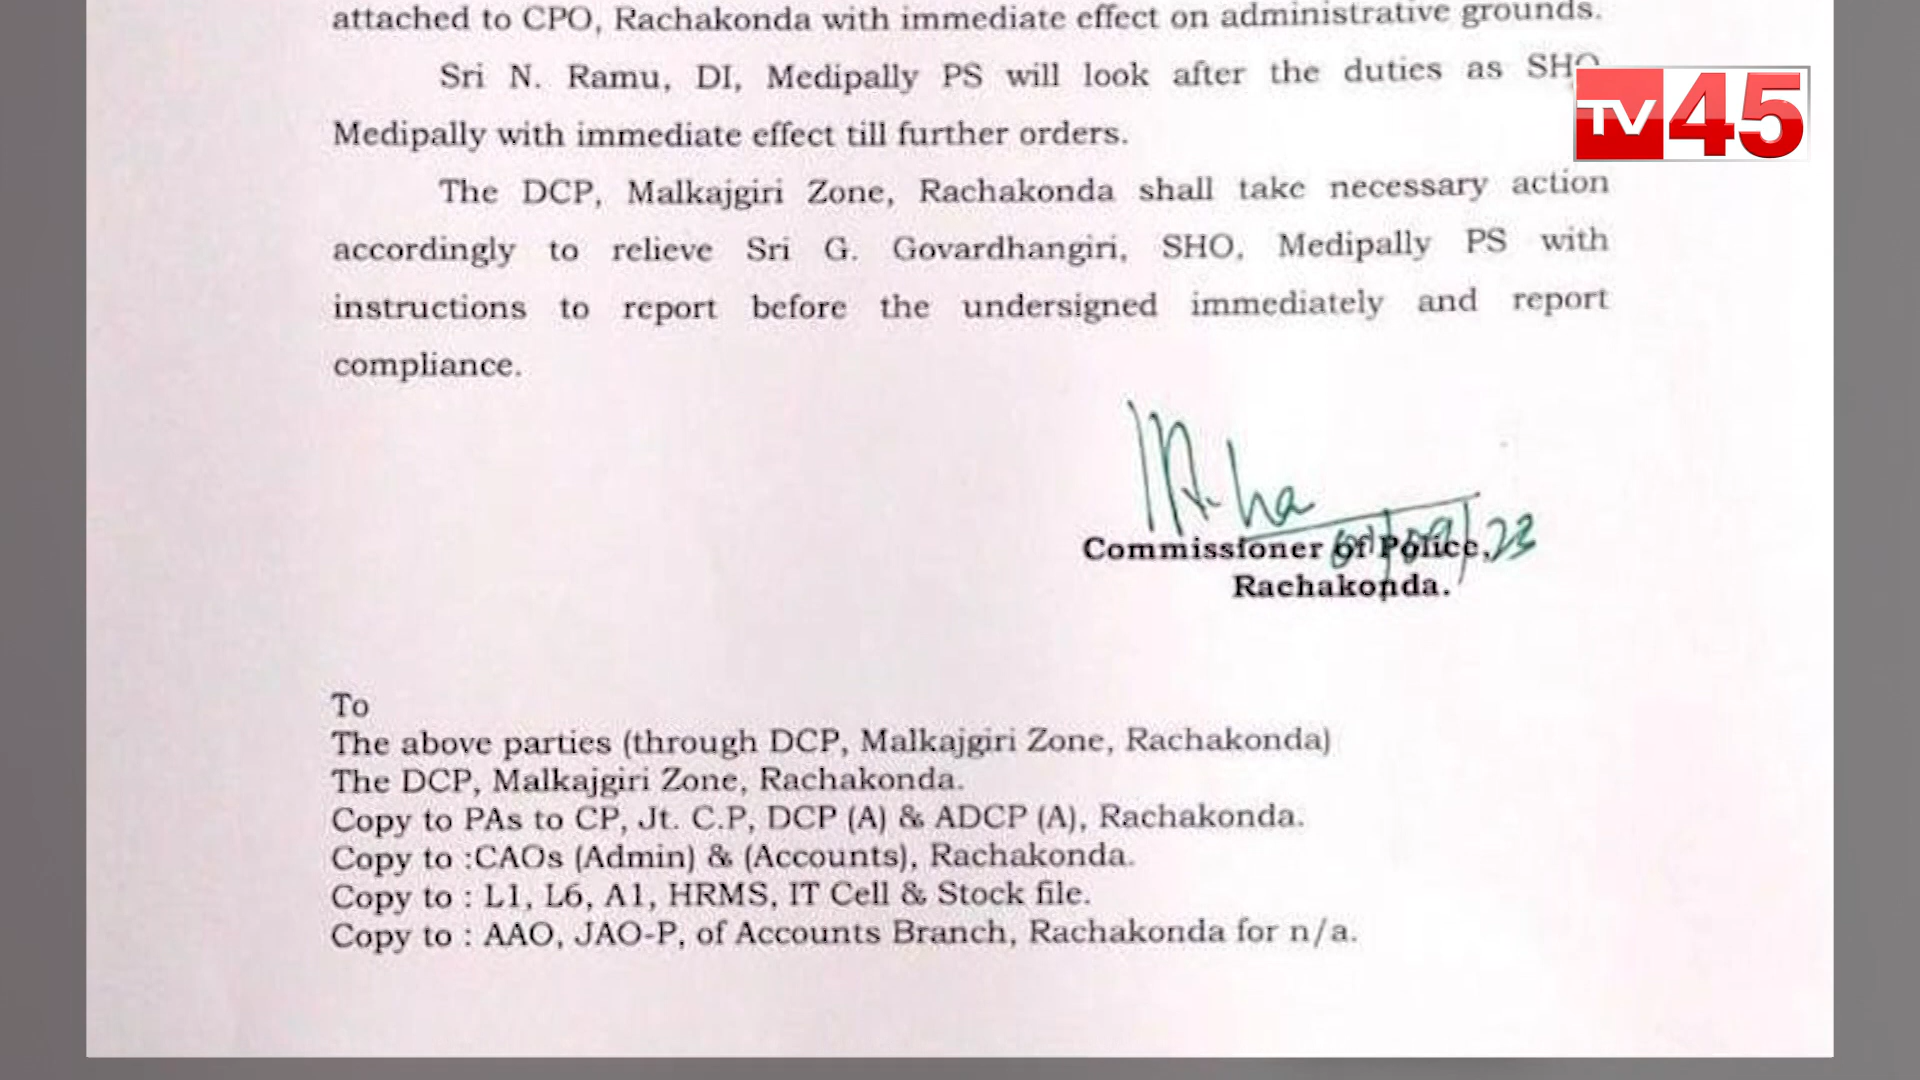 attached to CPO, Rachakonda with immediate effect on administrative grounds.
Sri N. Ramu, DI, Medipally PS will look after the duties as SHO
TV45
Medipally with immediate effect till further orders.
The DCP, Malkajgiri Zone, Rachakonda shall take necessary action
accordingly to relieve Sri G. Govardhangiri, SHO, Medipally PS with
instructions to report before the undersigned immediately and report
compliance.
Commissioner of Police,
23
Rachakonda.
To
The above parties (through DCP, Malkajgiri Zone, Rachakonda)
The DCP, Malkajgiri Zone, Rachakonda.
Copy to PAs to CP, Jt. C.P, DCP (A) & ADCP (A), Rachakonda.
Copy to :CAOs (Admin) & (Accounts), Rachakonda.
Copy to : L1, L6, A1, HRMS, IT Cell & Stock file.
Copy to : AAO, JAO-P, of Accounts Branch, Rachakonda for n/a.